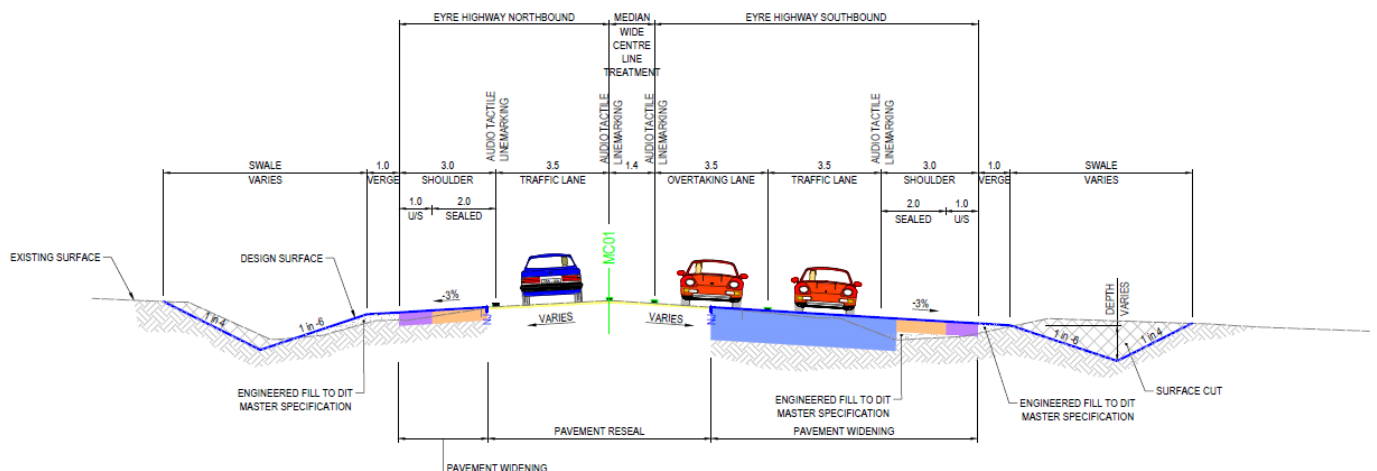 EYRE HIGHWAY NORTHBOUND
MEDIAN
EYRE HIGHWAY SOUTHBOUND
WIDE
CENTRE
LINE
TREATMENT
AUDIO TACTILE
LINEMARKING
AUDIO TACTILE
LINEMARKING
AUDIO TACTILE
LINEMARKING
AUDIO TACTILE
LINEMARKING
SWALE
VARIES
1.0
VERGE
3.0
SHOULDER
3.5
TRAFFIC LANE
1.4
3.5
OVERTAKING LANE
3.5
TRAFFIC LANE
3.0
SHOULDER
1.0
VERGE
SWALE
VARIES
1.0
U/S
2.0
SEALED
2.0
SEALED
1.0
U/S
MC01
EXISTING SURFACE
DESIGN SURFACE
-3%
VARIES
VARIES
-3%
DEPTH
VARIES
1 in 4
1 in -6
1 in -6
1 in 4
ENGINEERED FILL TO DIT
MASTER SPECIFICATION
ENGINEERED FILL TO DIT
MASTER SPECIFICATION
ENGINEERED FILL TO DIT
MASTER SPECIFICATION
SURFACE CUT
PAVEMENT RESEAL
PAVEMENT WIDENING
PAVEMENT WIDENING